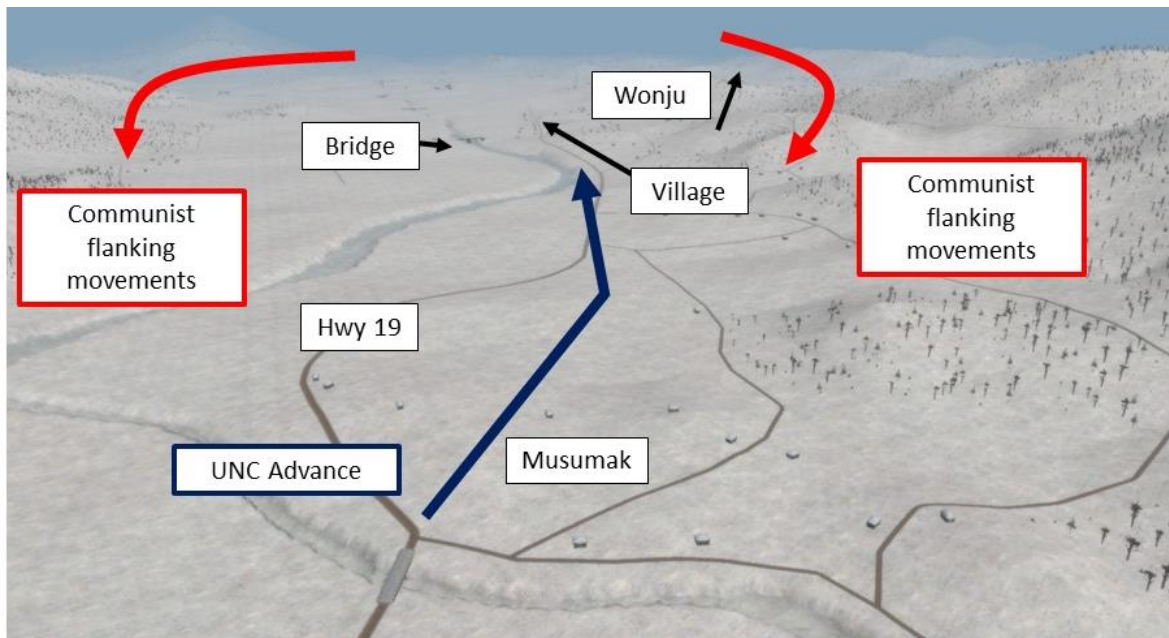 Wonju
Bridge
Village
Communist
flanking
movements
Communist
flanking
movements
Hwy 19
UNC Advance
Musumak